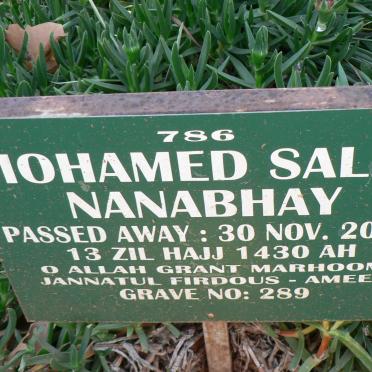 786
MOHAMED SAL
NANABHAY
PASSED AWAY : 30 NOV. 20
13 ZIL HAJJ 1430 AH
O ALLAH GRANT MARHOOM
JANNATUL FIRDOUS - AMEE
GRAVE NO: 289